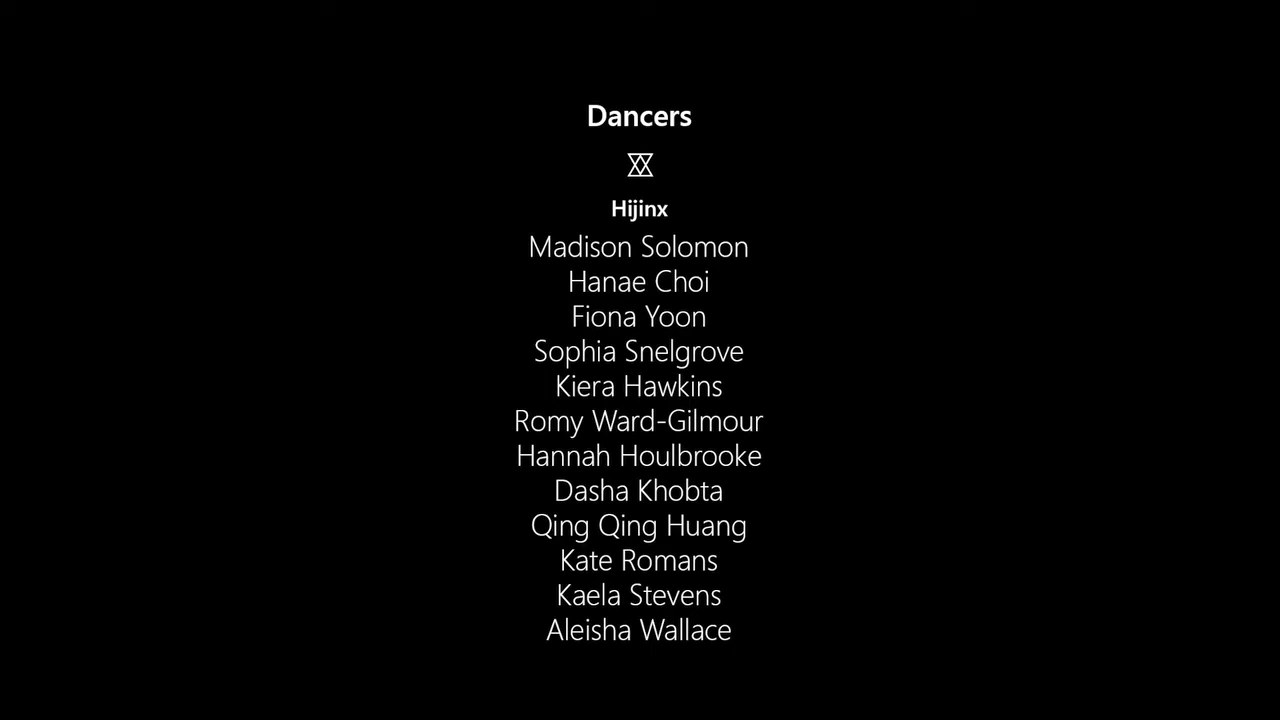 Dancers
Hijinx
Madison Solomon
Hanae Choi
Fiona Yoon
Sophia Snelgrove
Kiera Hawkins
Romy Ward-Gilmour
Hannah Houlbrooke
Dasha Khobta
Qing Qing Huang
Kate Romans
Kaela Stevens
Aleisha Wallace